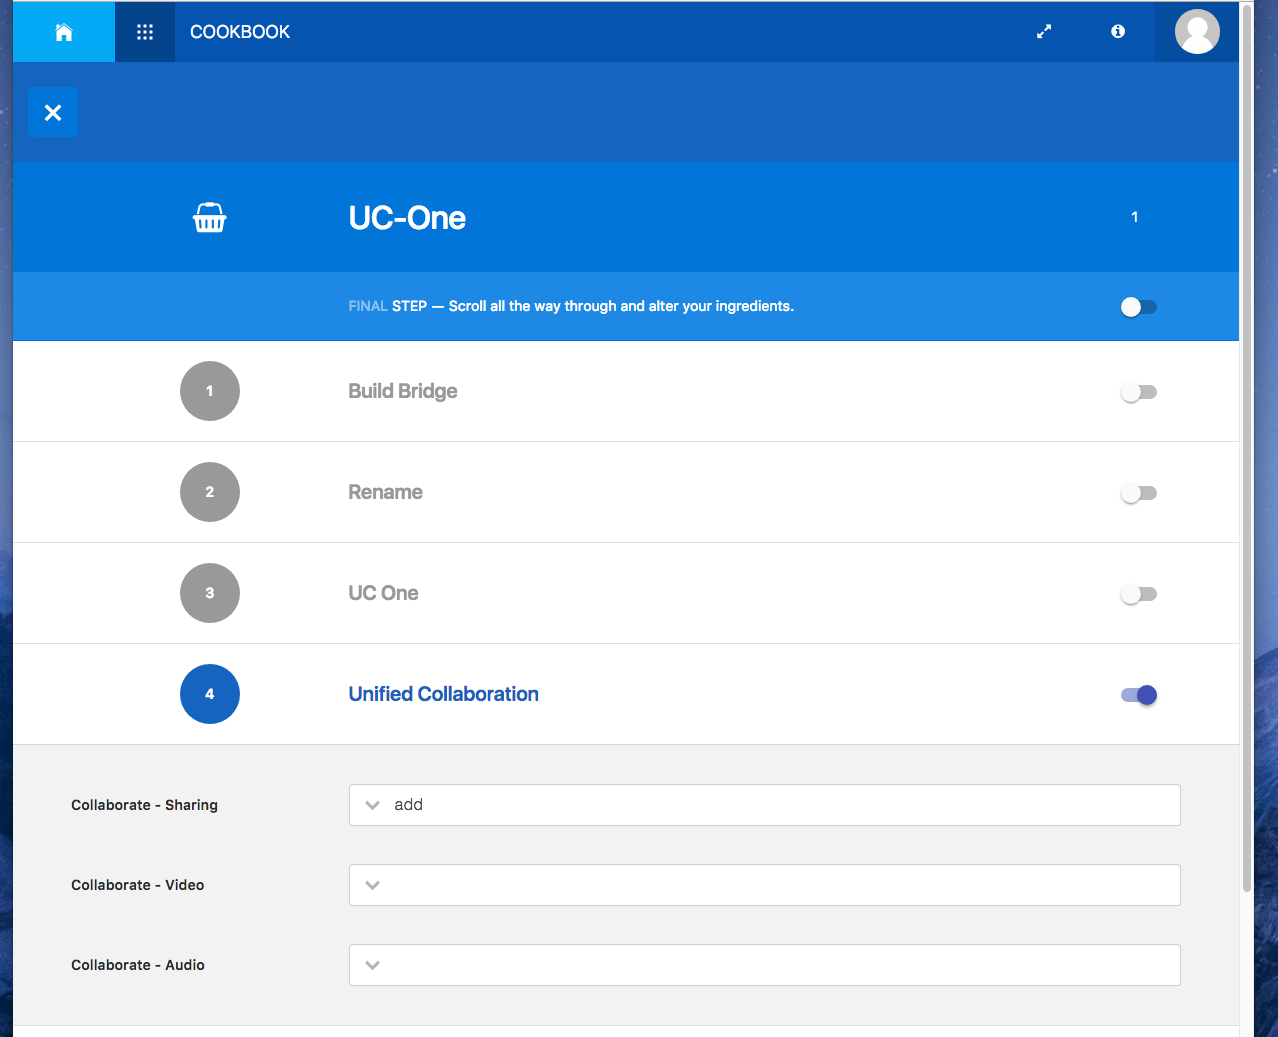 COOKBOOK
UC-One
1
FINAL STEP — Scroll all the way through and alter your ingredients.
1
Build Bridge
2
Rename
3
UC One
4
Unified Collaboration
Collaborate - Sharing
add
Collaborate - Video
Collaborate - Audio